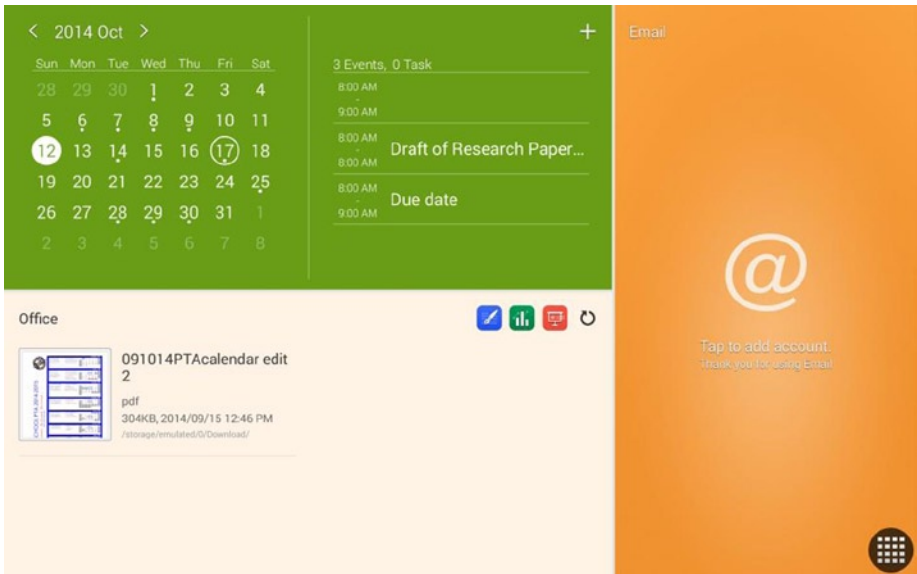 < 2014 Oct >
Sun Mon Tue Wed Thu Fri Sat
28 29 30 1 2 3 4
5 6 7 8 9 10 11
12 13 14 15 16 17 18
19 20 21 22 23 24 25
26 27 28 29 30 31 1
2 3 4 5 6 7 8
+
3 Events, 0 Task
8:00 AM
-
9:00 AM
8:00 AM
-
8:00 AM
Draft of Research Paper...
8:00 AM
-
9:00 AM
Due date
Email
@
Tap to add account.
Thank you for using Email
Office
091014PTAcalendar edit
2
pdf
304KB, 2014/09/15 12:46 PM
/storage/emulated/0/Download/